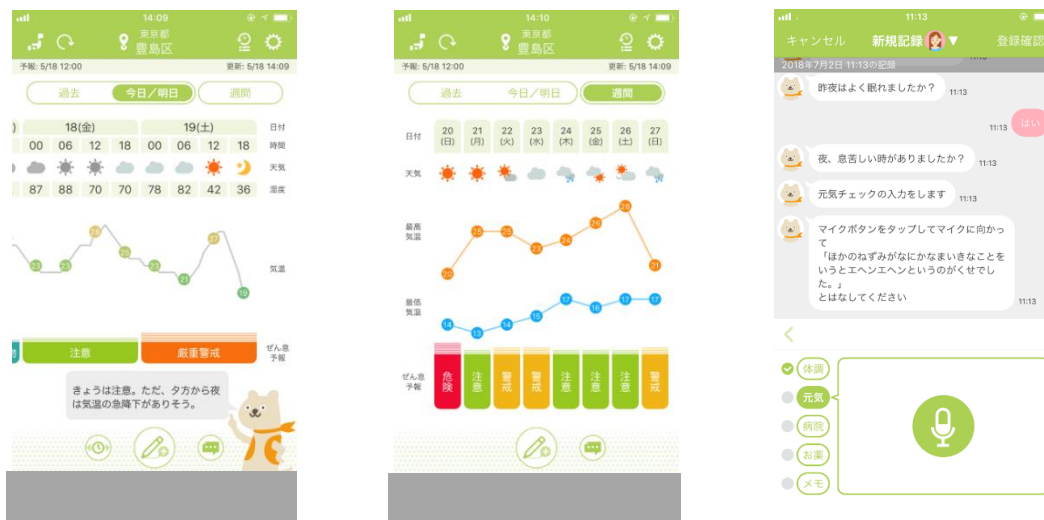 14:09
東京都
豊島区
予報: 5/18 12:00 更新: 5/18 14:09
過去 今日／明日 週間
) 18(金) 19(土) 日付
00 06 12 18 00 06 12 18 時間
天気
87 88 70 70 78 82 42 36 湿度
23 23 28 25 23 21 27 19 気温
注意 厳重警戒 ぜん息
予報
きょうは注意。ただ、夕方から夜
は気温の急降下がありそう。
14:10
東京都
豊島区
予報: 5/18 12:00 更新: 5/18 14:09
過去 今日／明日 週間
日付 20 21 22 23 24 25 26 27
(日) (月) (火) (水) (木) (金) (土) (日)
天気
最高
気温
20 25 25 23 24 26 28 21
最低
気温
14 13 14 15 17 16 17 17
ぜん息
予報
危険 注意 警戒 警戒 注意 注意 注意 警戒
11:13
キャンセル 新規記録 ▼ 登録確認
2018年7月2日 11:13の記録
昨夜はよく眠れましたか？ 11:13
11:13 はい
夜、息苦しい時がありましたか？ 11:13
元気チェックの入力をします 11:13
マイクボタンをタップしてマイクに向かっ
て
「ほかのねずみがなにかなまいきなことを
いうとエヘンエヘンというのがくせでし
た。」
とはなしてください 11:13
体調
元気
病院
お薬
メモ